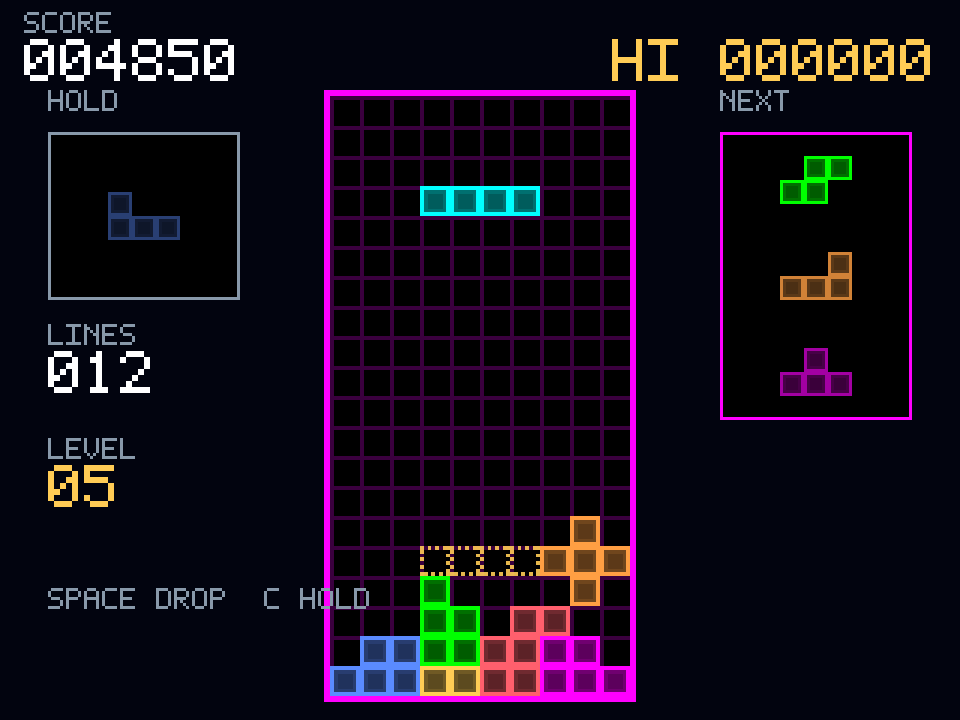 SCORE
004850
HI 000000
HOLD
NEXT
LINES
012
LEVEL
05
SPACE DROP C HOLD